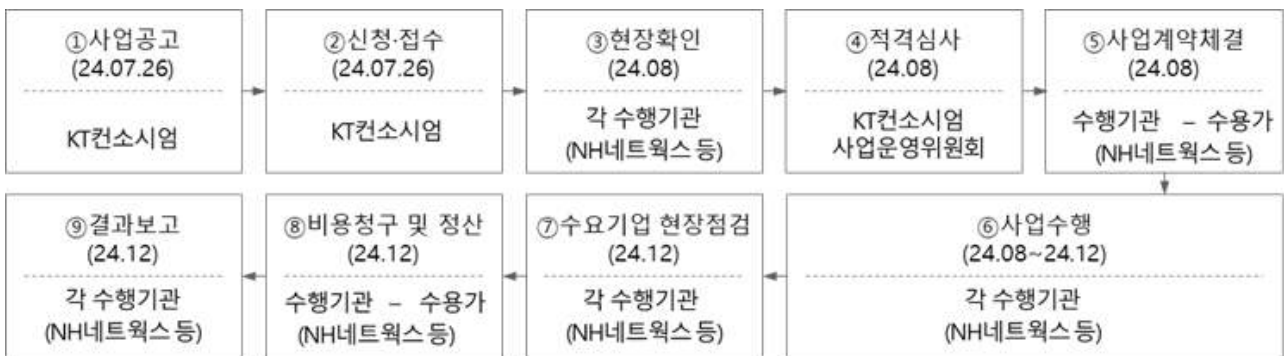 ①사업공고
(24.07.26)
KT컨소시엄
②신청·접수
(24.07.26)
KT컨소시엄
③현장확인
(24.08)
각 수행기관
(NH네트웍스 등)
④적격심사
(24.08)
KT컨소시엄
사업운영위원회
⑤사업계약체결
(24.08)
수행기관 – 수용가
(NH네트웍스 등)
⑥사업수행
(24.08~24.12)
각 수행기관
(NH네트웍스 등)
⑦수요기업 현장점검
(24.12)
각 수행기관
(NH네트웍스 등)
⑧비용청구 및 정산
(24.12)
수행기관 – 수용가
(NH네트웍스 등)
⑨결과보고
(24.12)
각 수행기관
(NH네트웍스 등)